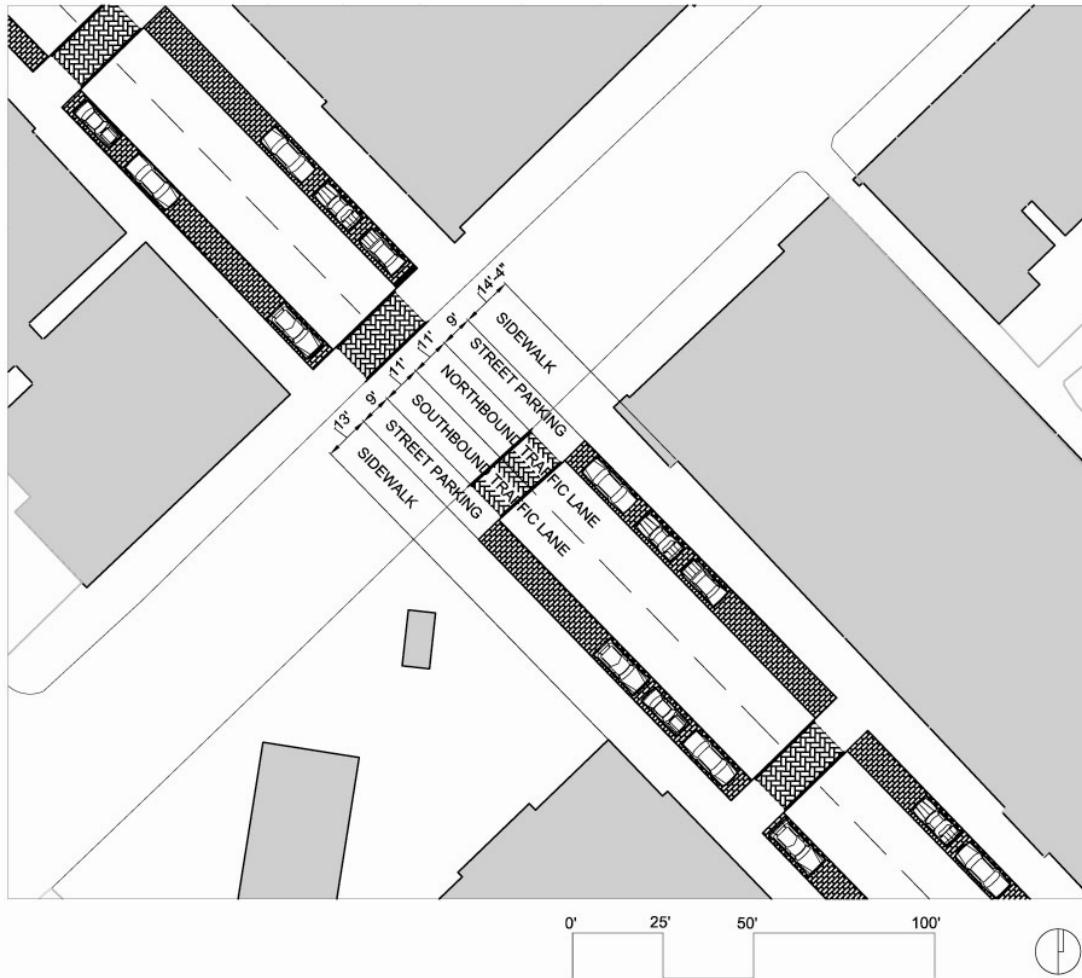 14'-4"
9'
11'
11'
9'
13'
SIDEWALK
STREET PARKING
NORTHBOUND TRAFFIC LANE
SOUTHBOUND TRAFFIC LANE
STREET PARKING
SIDEWALK
0' 25' 50' 100'